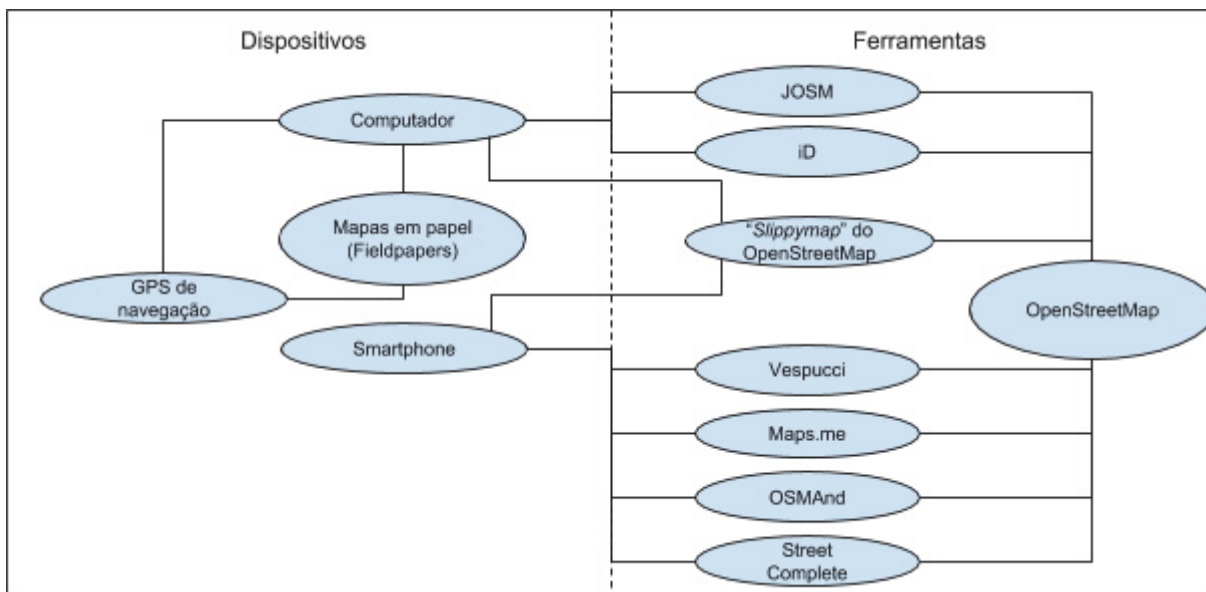 Dispositivos
Ferramentas
Computador
Mapas em papel
(Fieldpapers)
GPS de
navegação
Smartphone
JOSM
iD
“Slippymap” do
OpenStreetMap
OpenStreetMap
Vespucci
Maps.me
OSMAnd
Street
Complete